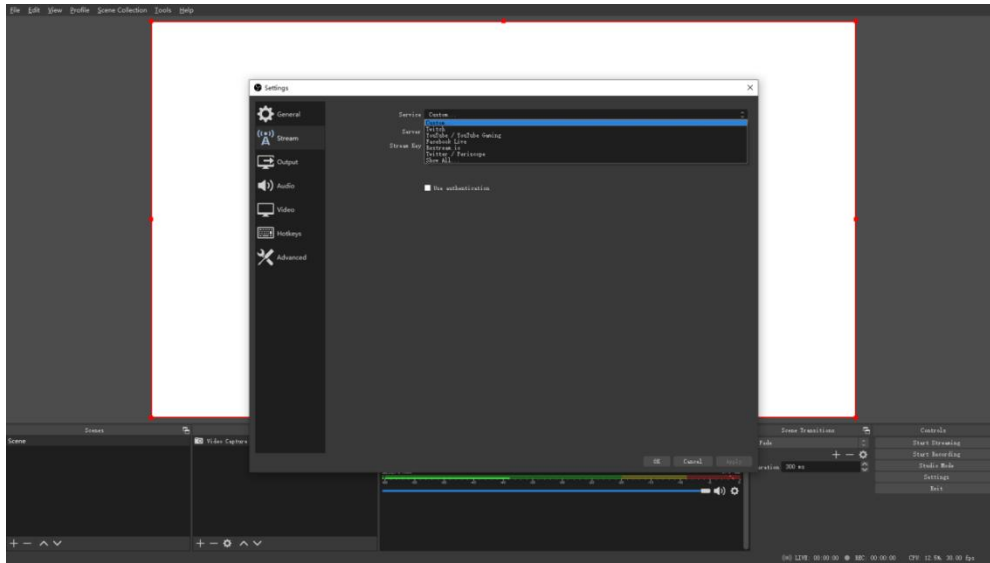 File Edit View Profile Scene Collection Tools Help
Settings
General
Stream
Output
Audio
Video
Hotkeys
Advanced
Service Custom...
Custom...
Twitch
YouTube / YouTube Gaming
Facebook Live
Restream.io
Twitter / Periscope
Show All
Server
Stream Key
Use authentication
OK Cancel Apply
Scenes
Scene
Video Capture
Scene Transitions
Fade
300 ms
Controls
Start Streaming
Start Recording
Studio Mode
Settings
Exit
LIVE: 00:00:00 REC: 00:00:00 CPU: 12.5%, 30.00 fps